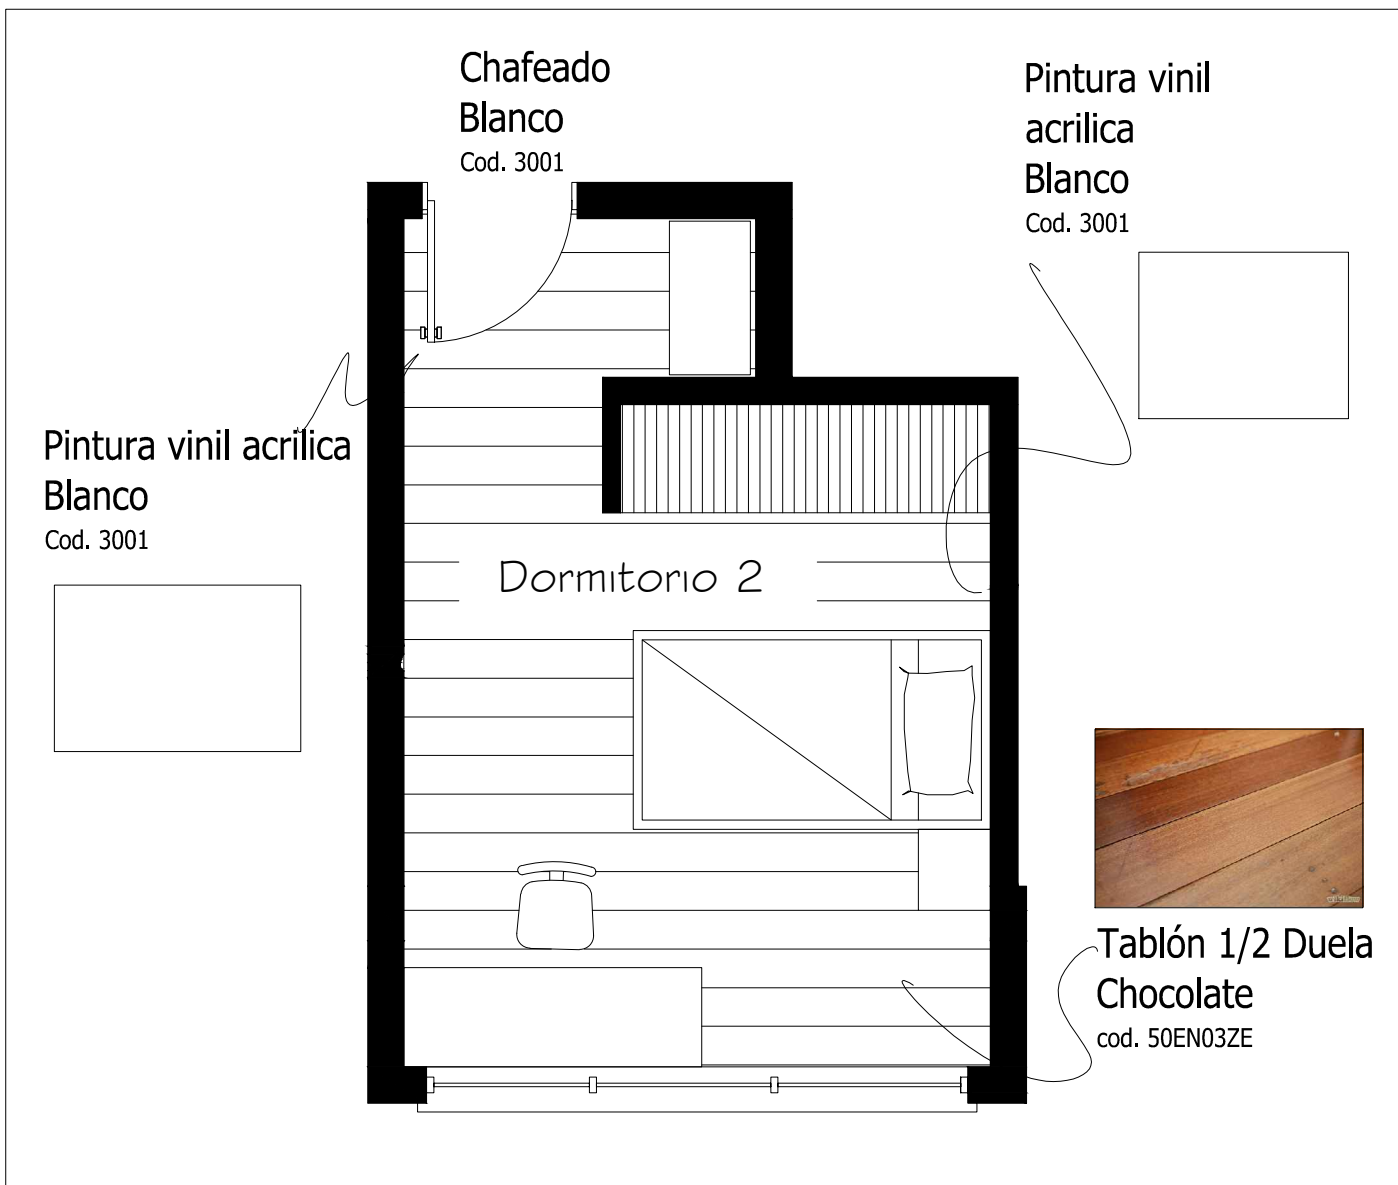 Chafeado
Blanco
Cod. 3001
Pintura vinil
acrilica
Blanco
Cod. 3001
Pintura vinil acrilica
Blanco
Cod. 3001
Dormitorio 2
Tablón 1/2 Duela
Chocolate
cod. 50EN03ZE